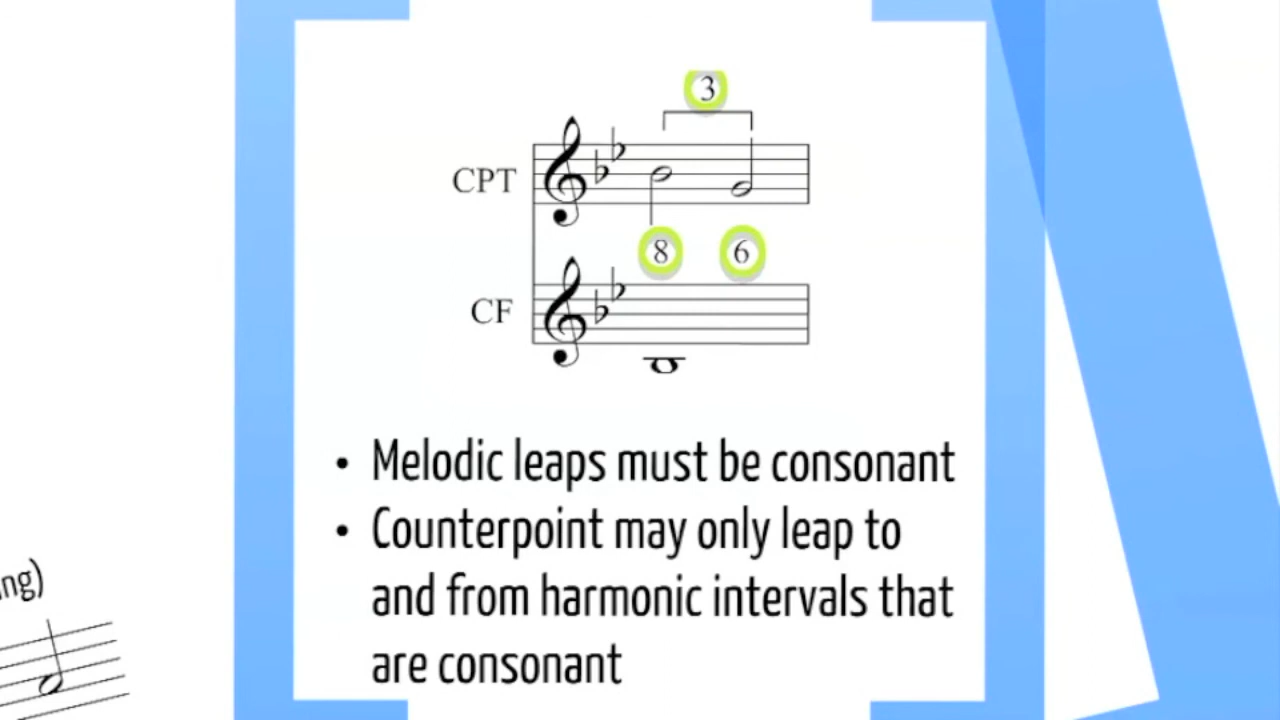 3
CPT
8 6
CF
• Melodic leaps must be consonant
• Counterpoint may only leap to
and from harmonic intervals that
are consonant
ng)